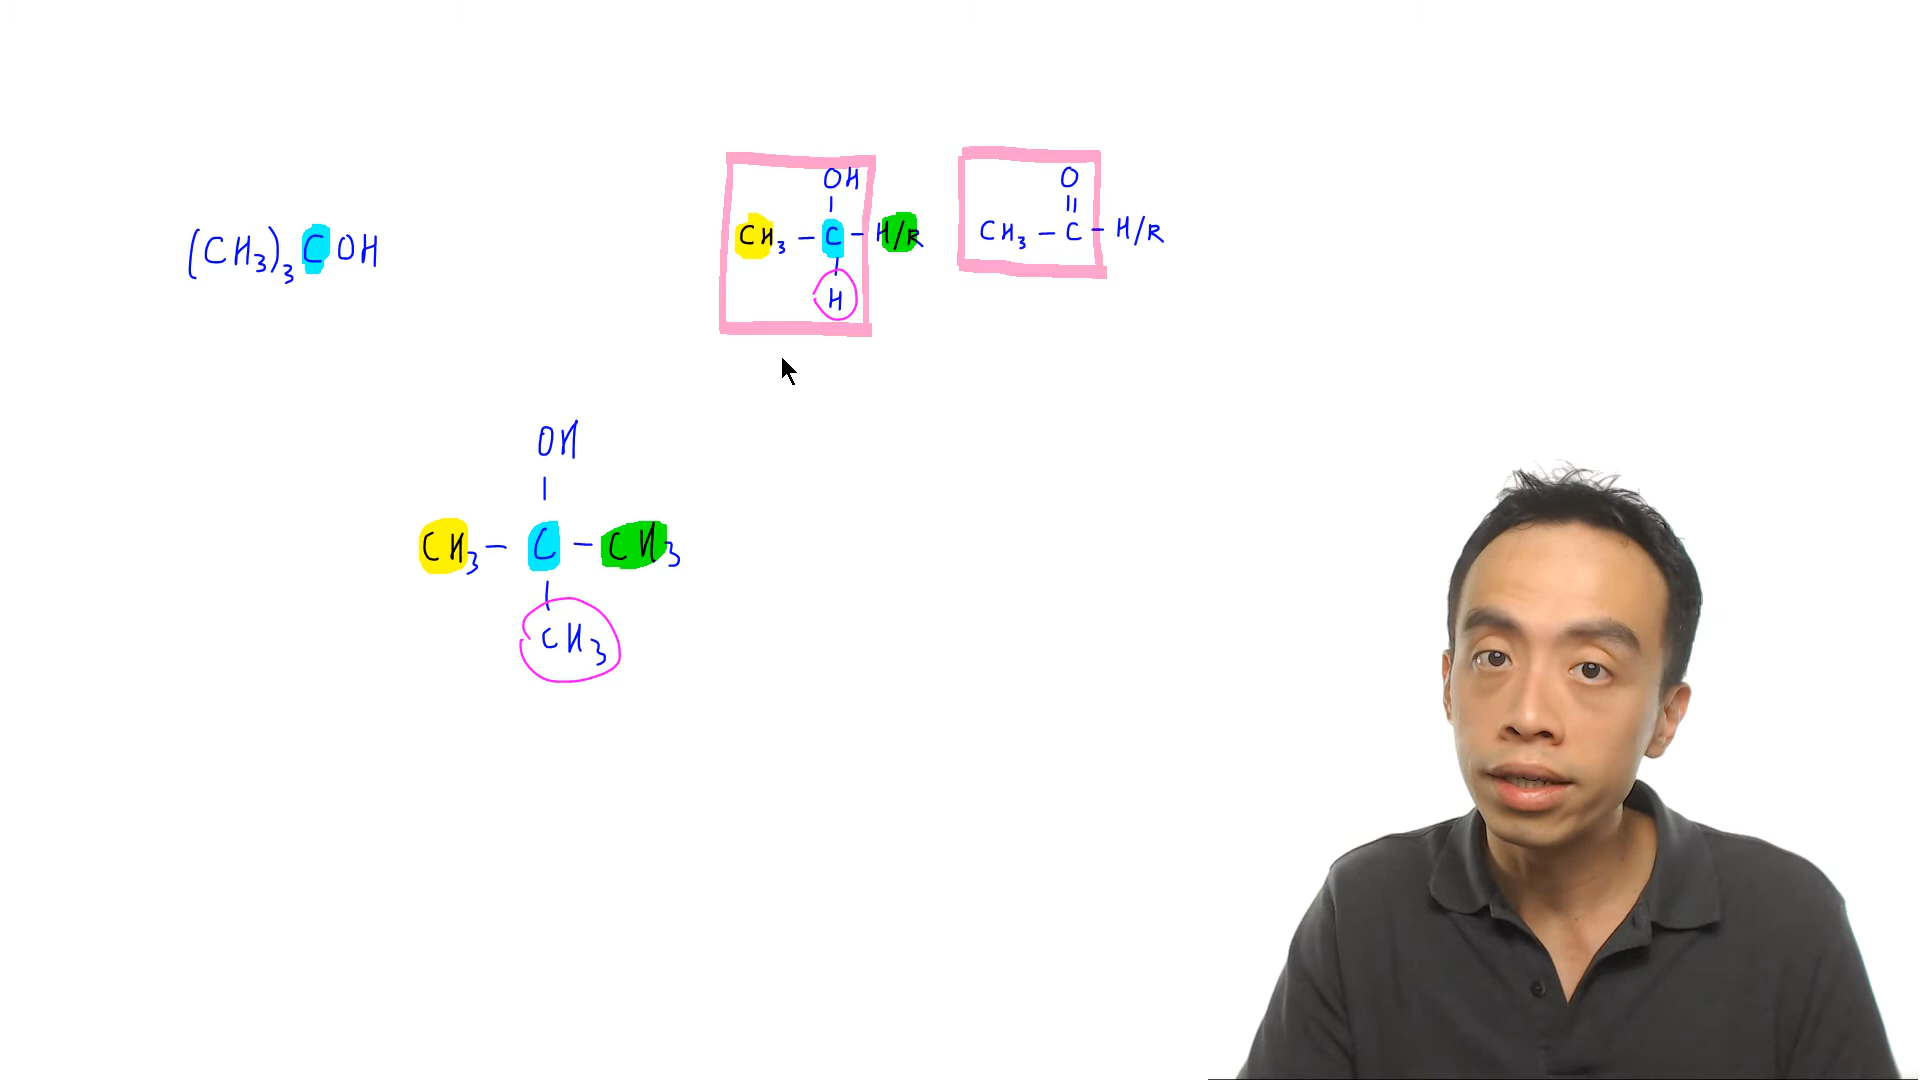 (CH₃)₃COH
OH
|
CH₃ – C – H/R
|
H
O
||
CH₃ – C – H/R
OH
|
CH₃ – C – CH₃
|
CH₃